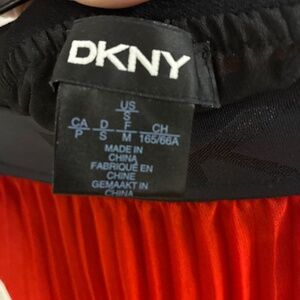 DKNY
US
S
CA D F CH
P S M 165/66A
MADE IN
CHINA
FABRIQUÉ EN
CHINE
GEMAAKT IN
CHINA